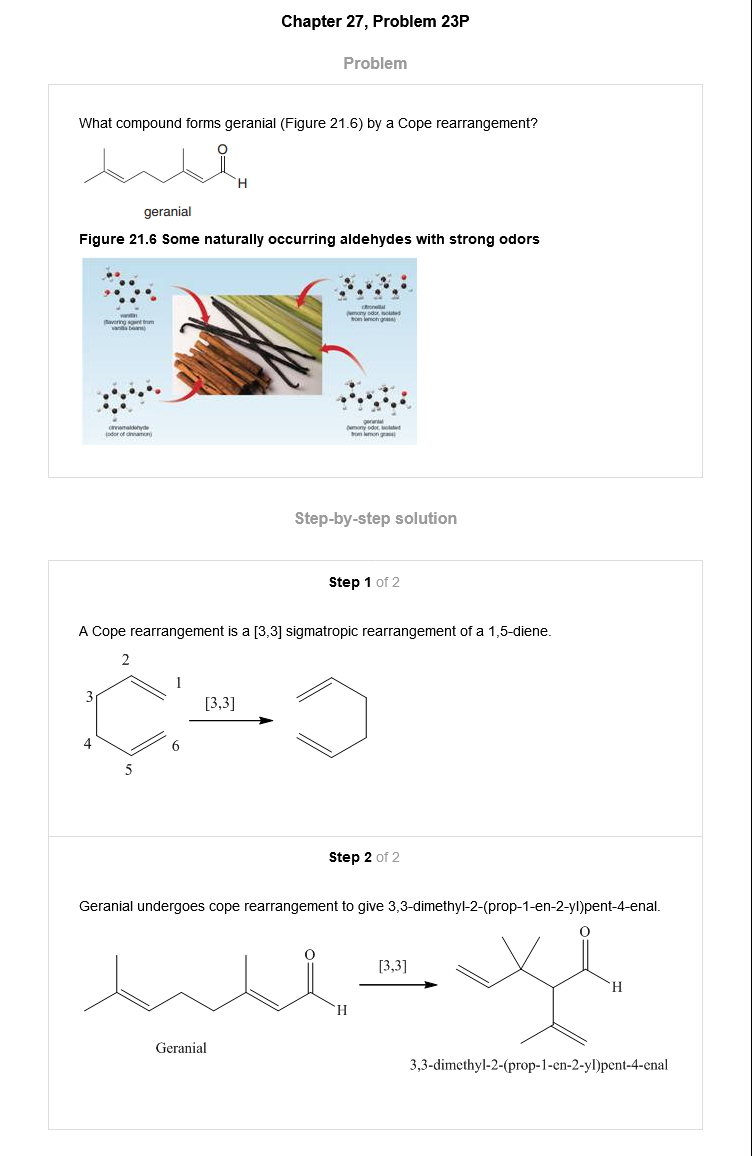 Chapter 27, Problem 23P
Problem
What compound forms geranial (Figure 21.6) by a Cope rearrangement?
O
H
geranial
Figure 21.6 Some naturally occurring aldehydes with strong odors
vanillin
(flavoring agent from
vanilla beans)
citronellal
(lemony odor, isolated
from lemon grass)
cinnamaldehyde
(odor of cinnamon)
geranial
(lemony odor, isolated
from lemon grass)
Step-by-step solution
Step 1 of 2
A Cope rearrangement is a [3,3] sigmatropic rearrangement of a 1,5-diene.
2
1
3
[3,3]
4
6
5
Step 2 of 2
Geranial undergoes cope rearrangement to give 3,3-dimethyl-2-(prop-1-en-2-yl)pent-4-enal.
O
O
[3,3]
H
H
Geranial
3,3-dimethyl-2-(prop-1-en-2-yl)pent-4-enal